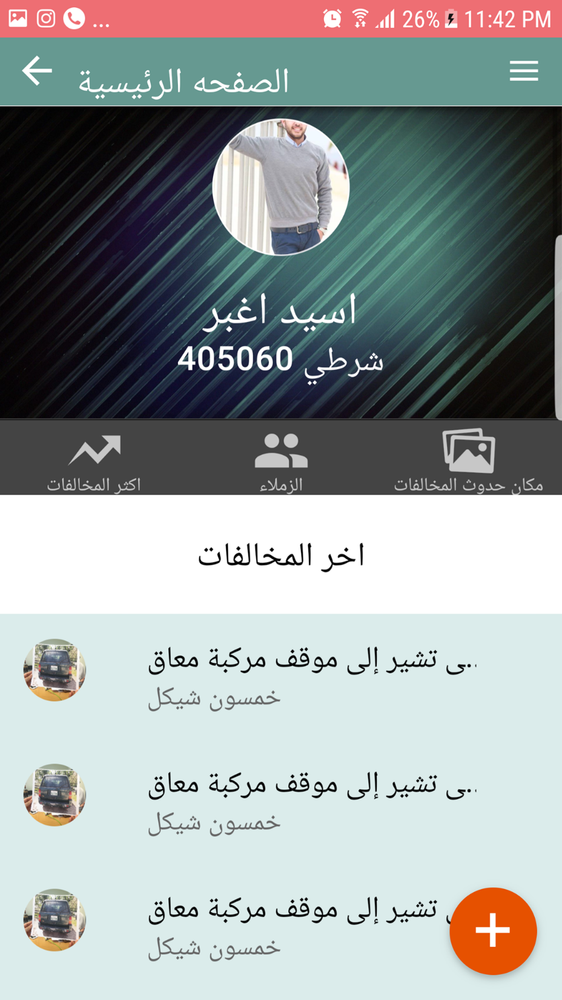 ... 26% 11:42 PM
الصفحه الرئيسية
اسيد اغبر
شرطي 405060
مكان حدوث المخالفات
الزملاء
اكثر المخالفات
اخر المخالفات
..ى تشير إلى موقف مركبة معاق
خمسون شيكل
..ى تشير إلى موقف مركبة معاق
خمسون شيكل
تشير إلى موقف مركبة معاق
خمسون شيكل